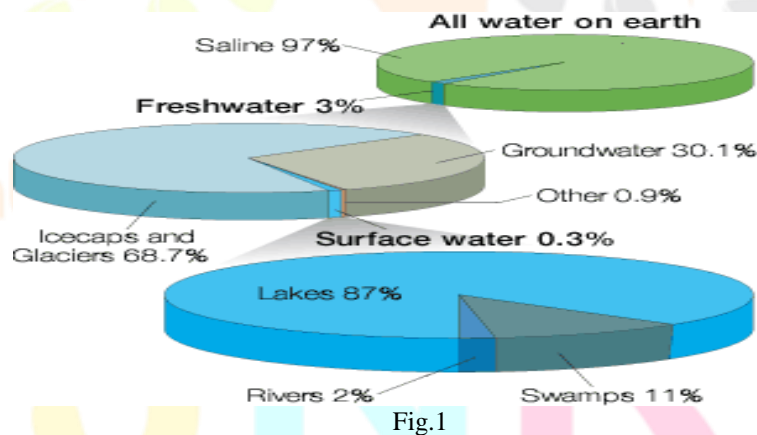 All water on earth
Saline 97%
Freshwater 3%
Groundwater 30.1%
Other 0.9%
Icecaps and
Glaciers 68.7%
Surface water 0.3%
Lakes 87%
Rivers 2%
Swamps 11%
Fig.1